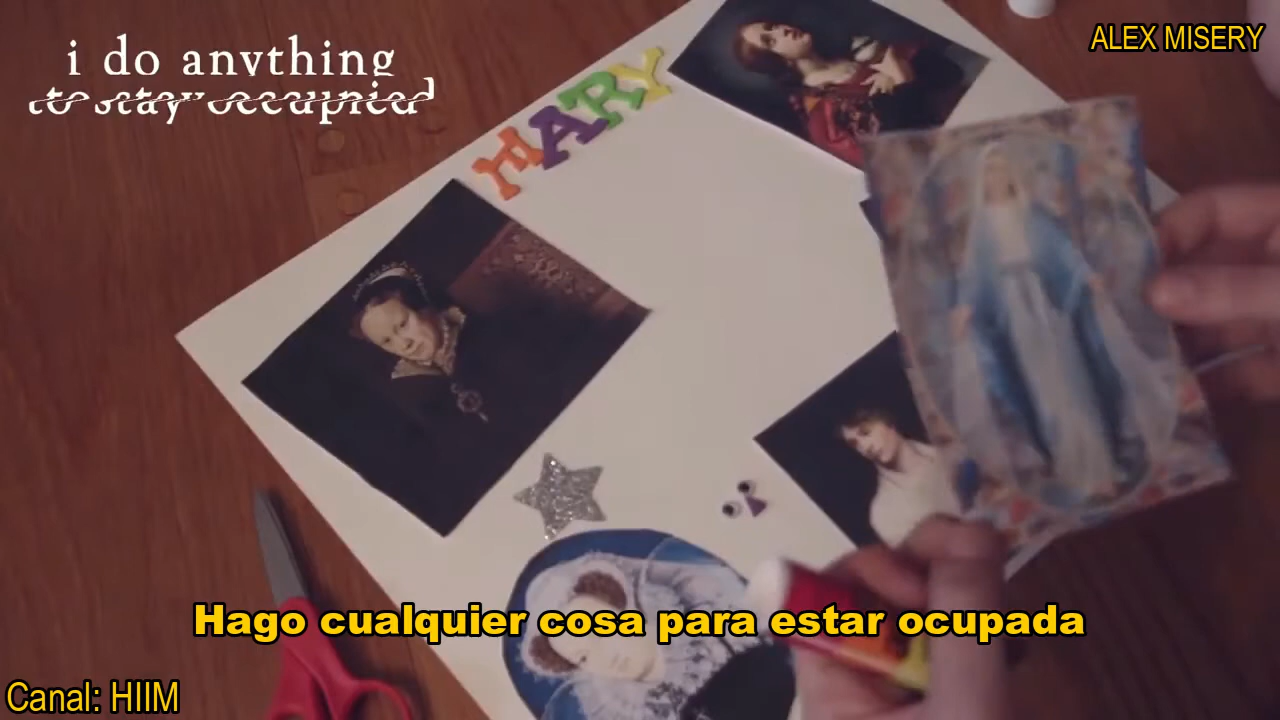 i do anything
to stay occupied
ALEX MISERY
MARY
Hago cualquier cosa para estar ocupada
Canal: HIIM